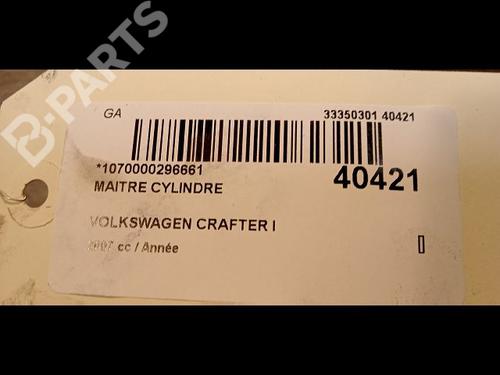 B-PARTS
GA
33350301 40421
*1070000296661
40421
MAITRE CYLINDRE
VOLKSWAGEN CRAFTER I
cc / Année